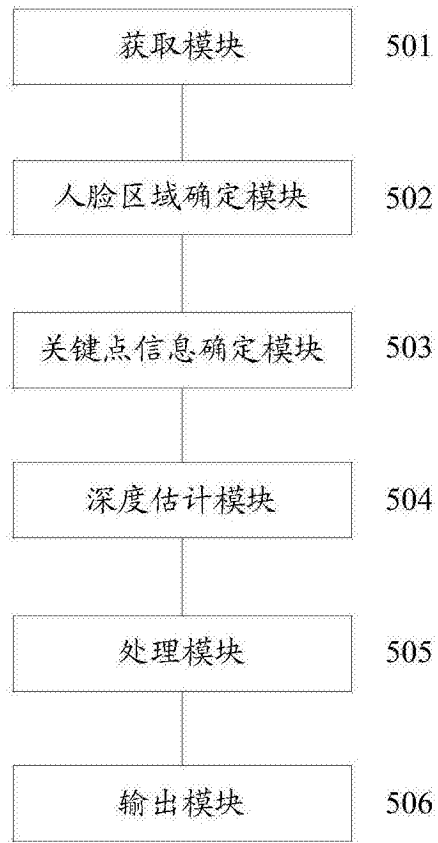 获取模块 501
人脸区域确定模块 502
关键点信息确定模块 503
深度估计模块 504
处理模块 505
输出模块 506